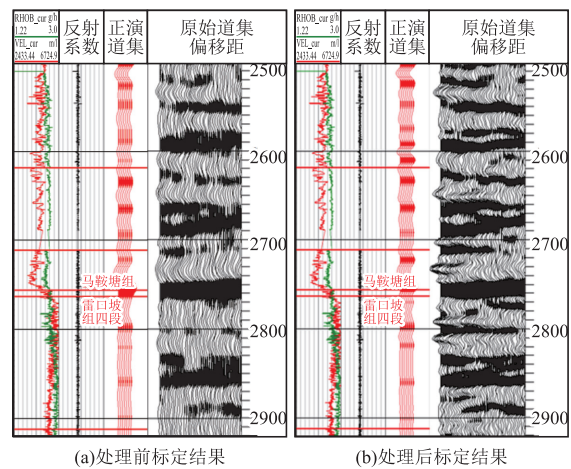 RHOB_cur g/h
1.22 3.0
VEL_cur m/l
2433.44 6724.9
反射系数
正演道集
原始道集
偏移距
2500
2600
2700
2800
2900
马鞍塘组
雷口坡
组四段
(a)处理前标定结果
RHOB_cur g/h
1.22 3.0
VEL_cur m/l
2433.44 6724.9
反射系数
正演道集
原始道集
偏移距
2500
2600
2700
2800
2900
马鞍塘组
雷口坡
组四段
(b)处理后标定结果